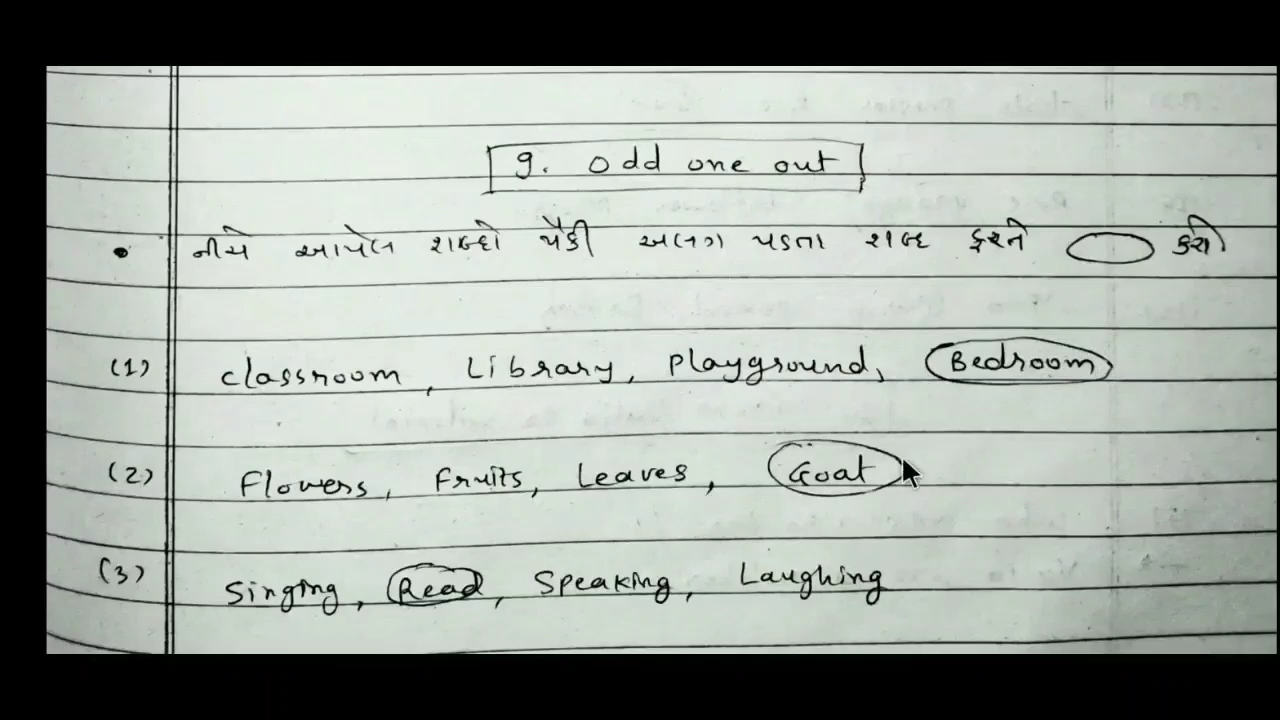 9. Odd one out
• નીચે આપેલ શબ્દો પૈકી અલગ પડતા શબ્દ ફરતે કરો
(1) Classroom, Library, Playground, Bedroom
(2) Flowers, Fruits, Leaves, Goat
(3) Singing, Read, Speaking, Laughing